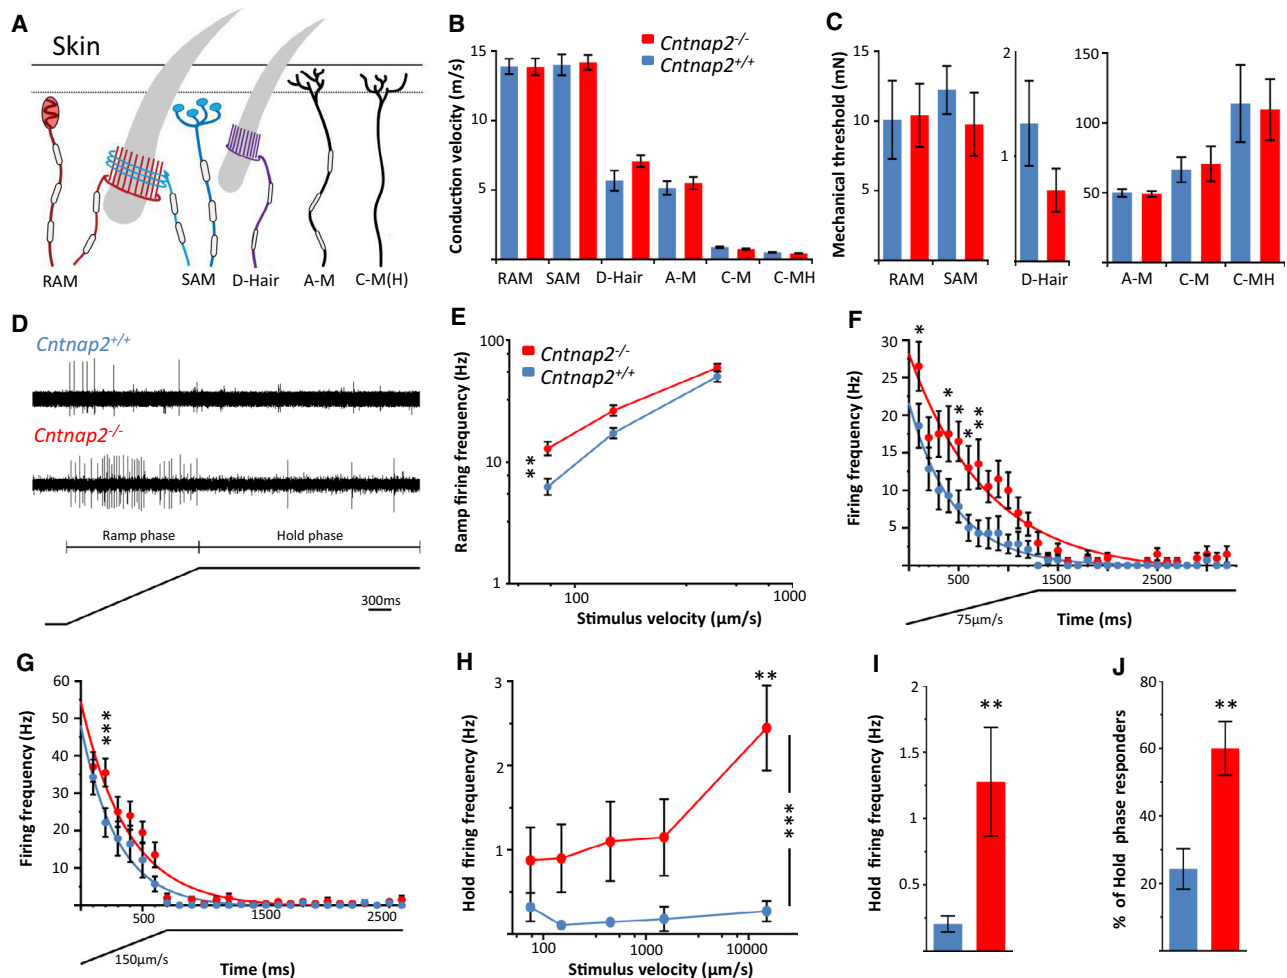 A
Skin
RAM
SAM
D-Hair
A-M
C-M(H)
B
Cntnap2-/-
Cntnap2+/+
Conduction velocity (m/s)
15
10
5
RAM SAM D-Hair A-M C-M C-MH
C
Mechanical threshold (mN)
15
10
5
RAM SAM
2
1
D-Hair
150
100
50
A-M C-M C-MH
D
Cntnap2+/+
Cntnap2-/-
Ramp phase
Hold phase
300ms
E
Cntnap2-/-
Cntnap2+/+
Ramp firing frequency (Hz)
100
10
1
**
100 1000
Stimulus velocity (µm/s)
F
Firing frequency (Hz)
30
25
20
15
10
5
*
*
*
*
**
500 1500 2500
75µm/s
Time (ms)
G
Firing frequency (Hz)
60
50
40
30
20
10
***
500 1500 2500
150µm/s
Time (ms)
H
Hold firing frequency (Hz)
3
2
1
**
***
100 1000 10000
Stimulus velocity (µm/s)
I
Hold firing frequency (Hz)
2
1.5
1
0.5
**
J
% of Hold phase responders
80
60
40
20
**